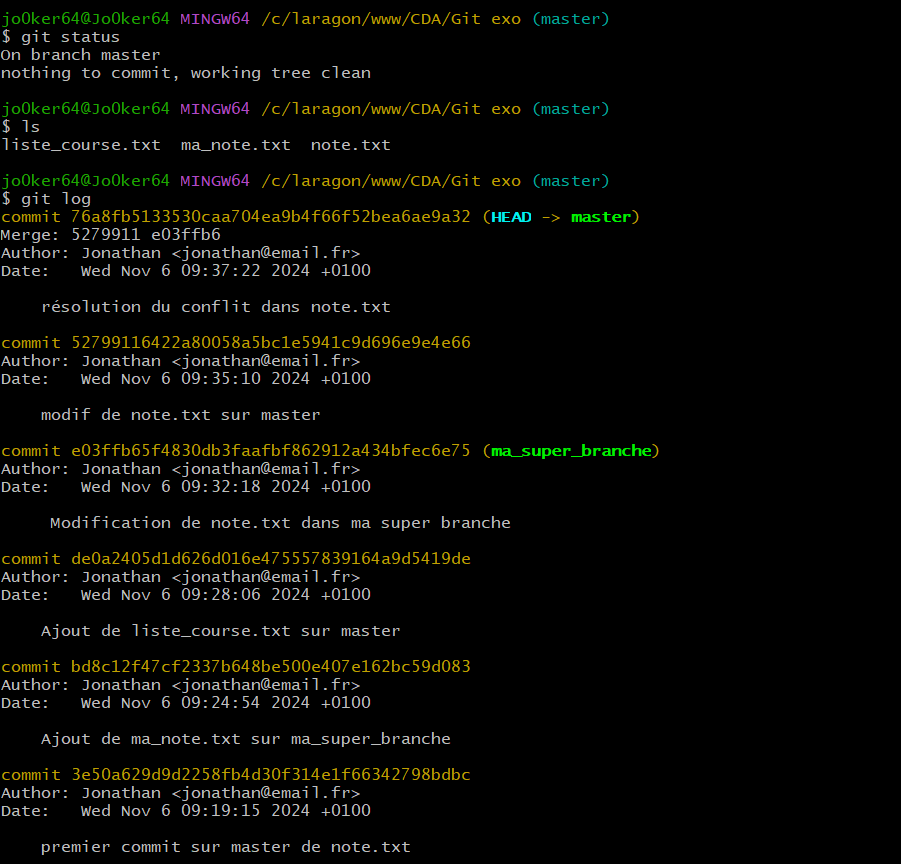 jo0ker64@Jo0ker64 MINGW64 /c/laragon/www/CDA/Git exo (master)
$ git status
On branch master
nothing to commit, working tree clean
jo0ker64@Jo0ker64 MINGW64 /c/laragon/www/CDA/Git exo (master)
$ ls
liste_course.txt  ma_note.txt  note.txt
jo0ker64@Jo0ker64 MINGW64 /c/laragon/www/CDA/Git exo (master)
$ git log
commit 76a8fb5133530caa704ea9b4f66f52bea6ae9a32 (HEAD -> master)
Merge: 5279911 e03ffb6
Author: Jonathan <jonathan@email.fr>
Date:   Wed Nov 6 09:37:22 2024 +0100
résolution du conflit dans note.txt
commit 52799116422a80058a5bc1e5941c9d696e9e4e66
Author: Jonathan <jonathan@email.fr>
Date:   Wed Nov 6 09:35:10 2024 +0100
modif de note.txt sur master
commit e03ffb65f4830db3faafbf862912a434bfec6e75 (ma_super_branche)
Author: Jonathan <jonathan@email.fr>
Date:   Wed Nov 6 09:32:18 2024 +0100
Modification de note.txt dans ma super branche
commit de0a2405d1d626d016e475557839164a9d5419de
Author: Jonathan <jonathan@email.fr>
Date:   Wed Nov 6 09:28:06 2024 +0100
Ajout de liste_course.txt sur master
commit bd8c12f47cf2337b648be500e407e162bc59d083
Author: Jonathan <jonathan@email.fr>
Date:   Wed Nov 6 09:24:54 2024 +0100
Ajout de ma_note.txt sur ma_super_branche
commit 3e50a629d9d2258fb4d30f314e1f66342798bdbc
Author: Jonathan <jonathan@email.fr>
Date:   Wed Nov 6 09:19:15 2024 +0100
premier commit sur master de note.txt